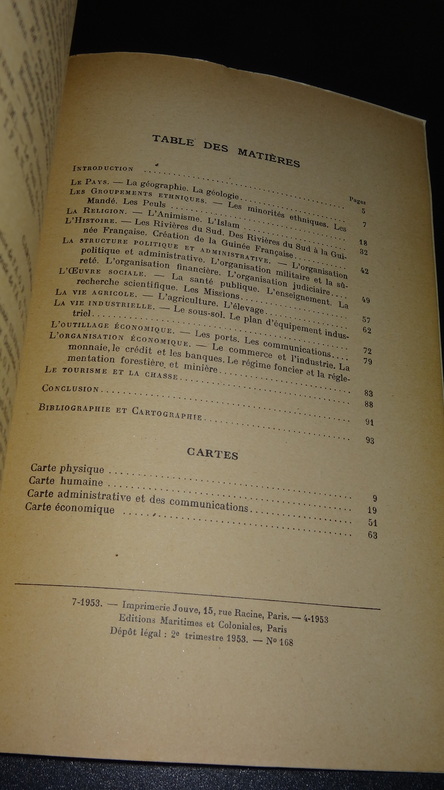 TABLE DES MATIÈRES
Pages
INTRODUCTION 5
LE PAYS. — La géographie. La géologie 7
LES GROUPEMENTS ETHNIQUES. — Les minorités ethniques. Les
Mandé. Les Peuls 18
LA RELIGION. — L'Animisme. L'Islam 32
L'HISTOIRE. — Les Rivières du Sud. Des Rivières du Sud à la Gui-
née Française. Création de la Guinée Française 42
LA STRUCTURE POLITIQUE ET ADMINISTRATIVE. — L'organisation
politique et administrative. L'organisation militaire et la sû-
reté. L'organisation financière. L'organisation judiciaire 49
L'ŒUVRE SOCIALE. — La santé publique. L'enseignement. La
recherche scientifique. Les Missions 57
LA VIE AGRICOLE. — L'agriculture. L'élevage 62
LA VIE INDUSTRIELLE. — Le sous-sol. Le plan d'équipement indus-
triel 72
L'OUTILLAGE ÉCONOMIQUE. — Les ports. Les communications 79
L'ORGANISATION ÉCONOMIQUE. — Le commerce et l'industrie. La
monnaie, le crédit et les banques. Le régime foncier et la régle-
mentation forestière et minière 83
LE TOURISME ET LA CHASSE 88
CONCLUSION 91
BIBLIOGRAPHIE ET CARTOGRAPHIE 93
CARTES
Carte physique 9
Carte humaine 19
Carte administrative et des communications 51
Carte économique 63
7-1953. — Imprimerie Jouve, 15, rue Racine, Paris. — 4-1953
Editions Maritimes et Coloniales, Paris
Dépôt légal : 2e trimestre 1953. — No 168